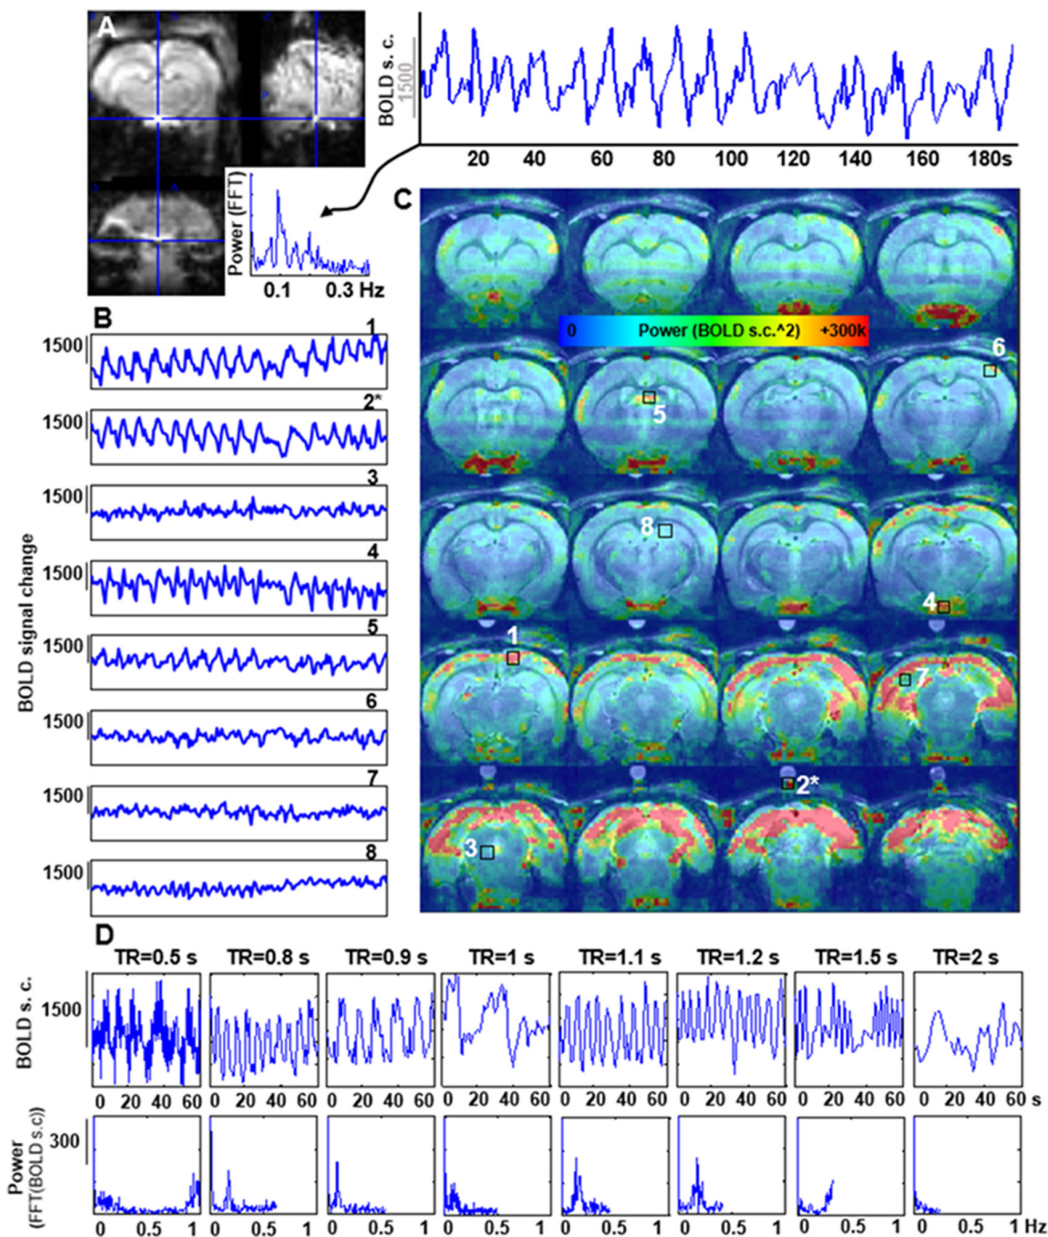 A
BOLD s. c.
1500
20 40 60 80 100 120 140 160 180s
Power (FFT)
0.1 0.3 Hz
B
BOLD signal change
1500 1
1500 2*
1500 3
1500 4
1500 5
1500 6
1500 7
1500 8
C
0 Power (BOLD s.c.^2) +300k
6
5
8
4
1
7
2*
3
D
TR=0.5 s TR=0.8 s TR=0.9 s TR=1 s TR=1.1 s TR=1.2 s TR=1.5 s TR=2 s
BOLD s. c.
1500
0 20 40 60 0 20 40 60 0 20 40 60 0 20 40 60 0 20 40 60 0 20 40 60 0 20 40 60 0 20 40 60 s
Power
(FFT(BOLD s.c))
300
0 0.5 1 0 0.5 1 0 0.5 1 0 0.5 1 0 0.5 1 0 0.5 1 0 0.5 1 0 0.5 1 Hz